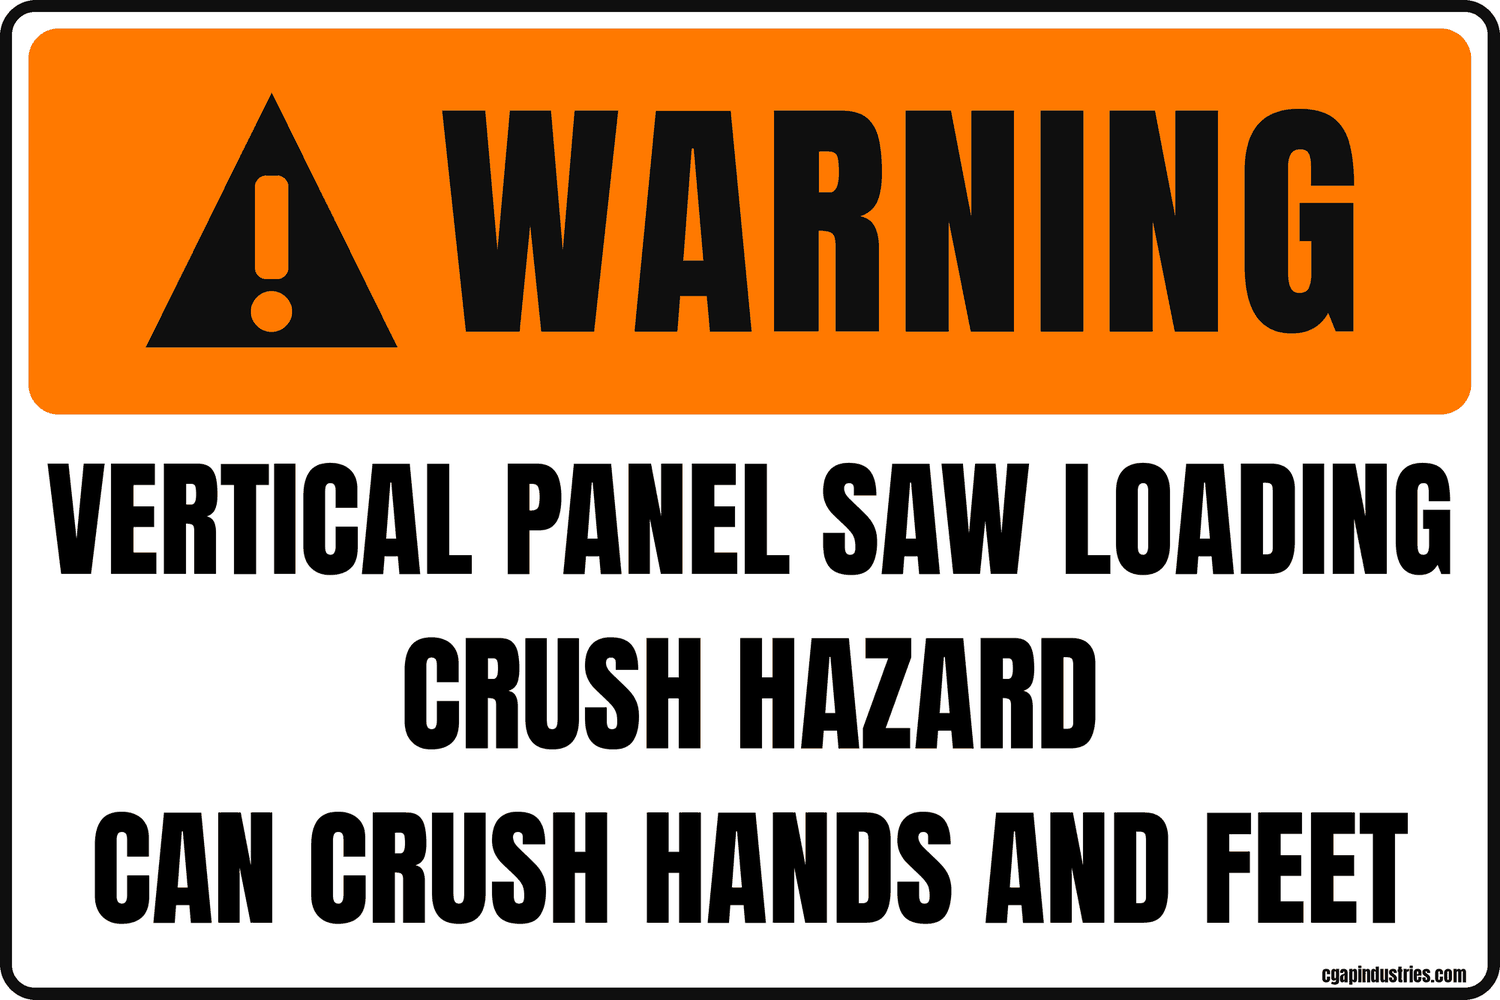 WARNING
VERTICAL PANEL SAW LOADING
CRUSH HAZARD
CAN CRUSH HANDS AND FEET
cgapindustries.com